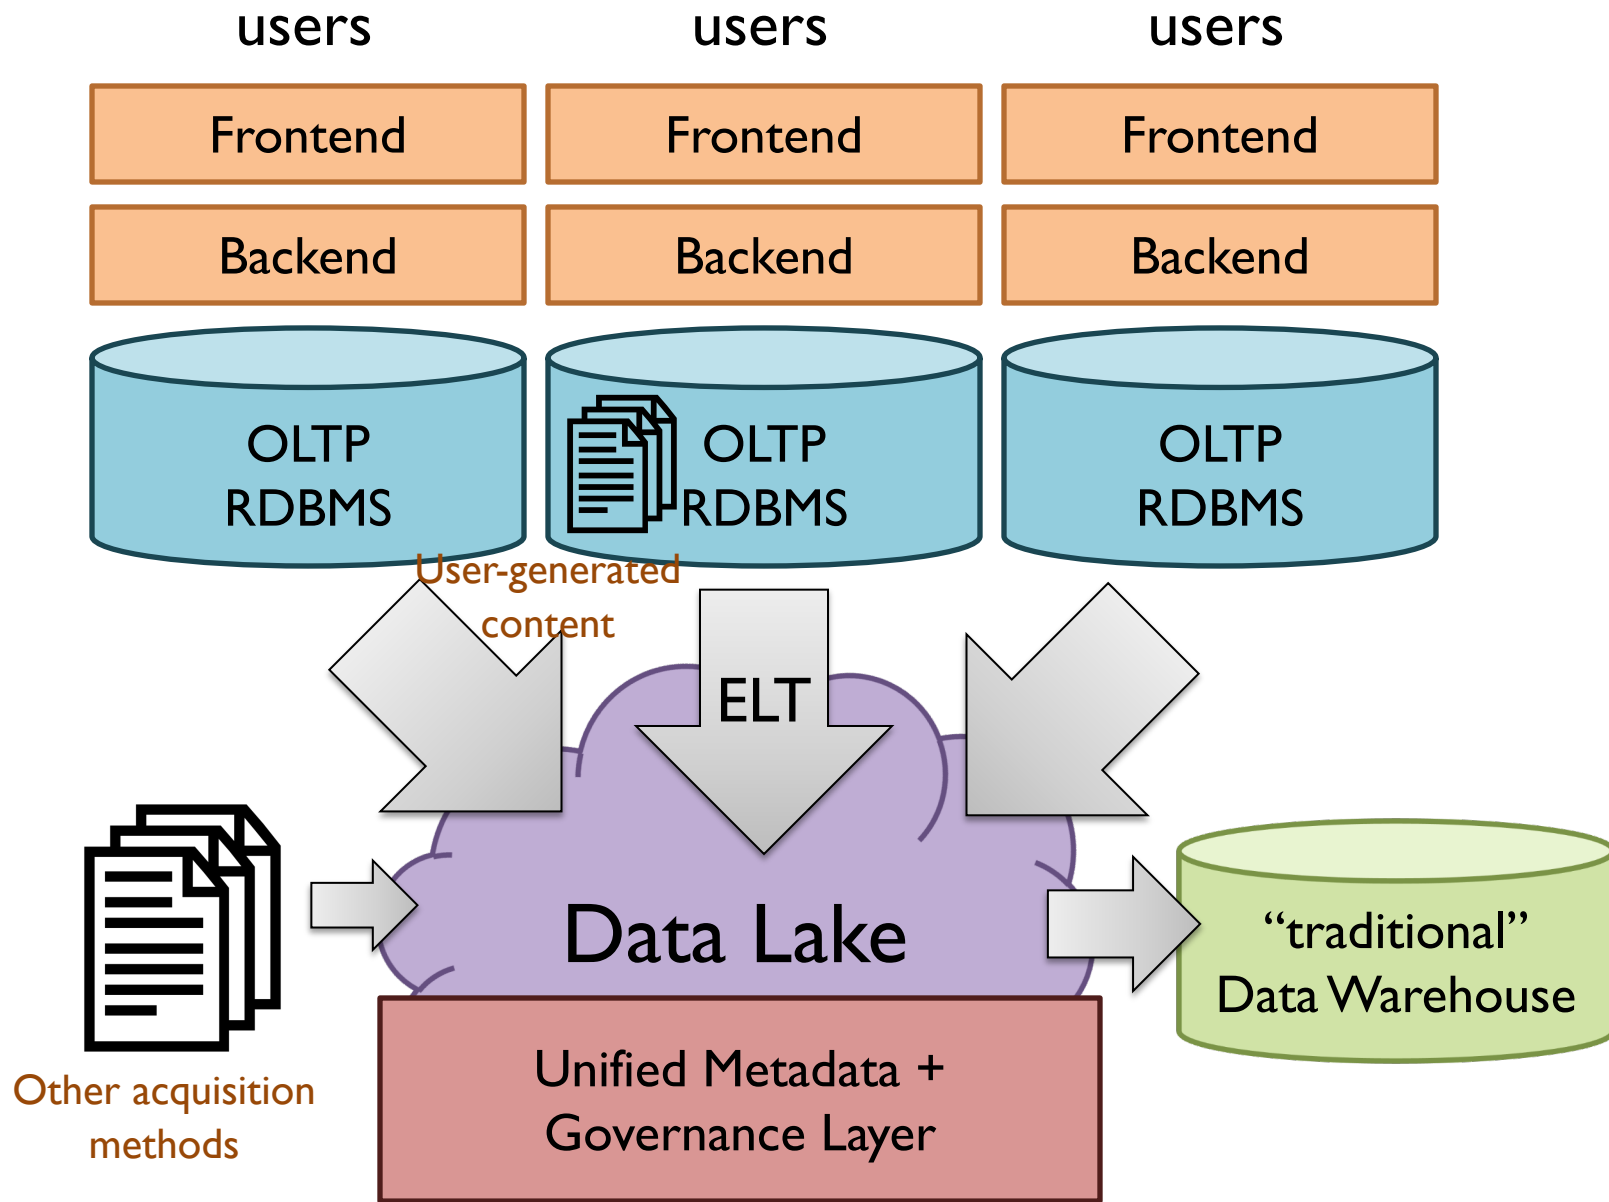 users
users
users
Frontend
Frontend
Frontend
Backend
Backend
Backend
OLTP
RDBMS
OLTP
RDBMS
OLTP
RDBMS
User-generated
content
ELT
Data Lake
“traditional”
Data Warehouse
Other acquisition
methods
Unified Metadata +
Governance Layer